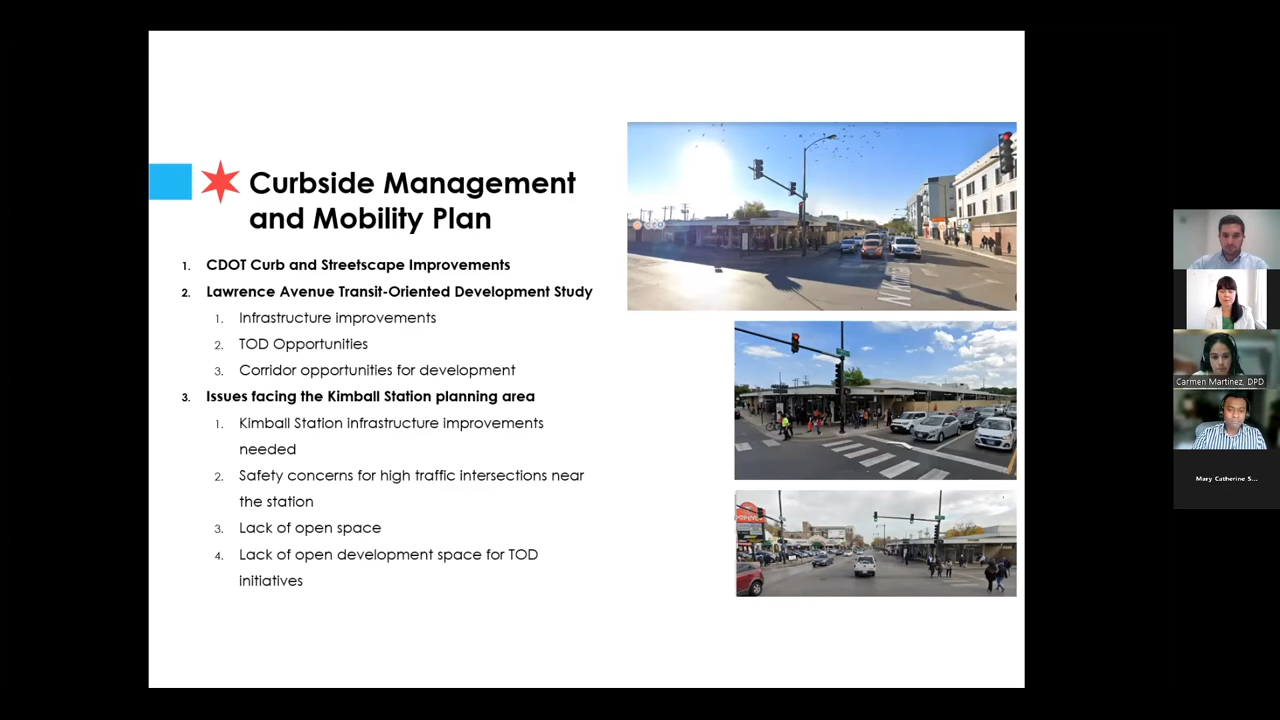 Curbside Management
and Mobility Plan
1. CDOT Curb and Streetscape Improvements
2. Lawrence Avenue Transit-Oriented Development Study
1. Infrastructure improvements
2. TOD Opportunities
3. Corridor opportunities for development
3. Issues facing the Kimball Station planning area
1. Kimball Station infrastructure improvements
needed
2. Safety concerns for high traffic intersections near
the station
3. Lack of open space
4. Lack of open development space for TOD
initiatives
Carmen Martinez, DPD
Mary Catherine S...